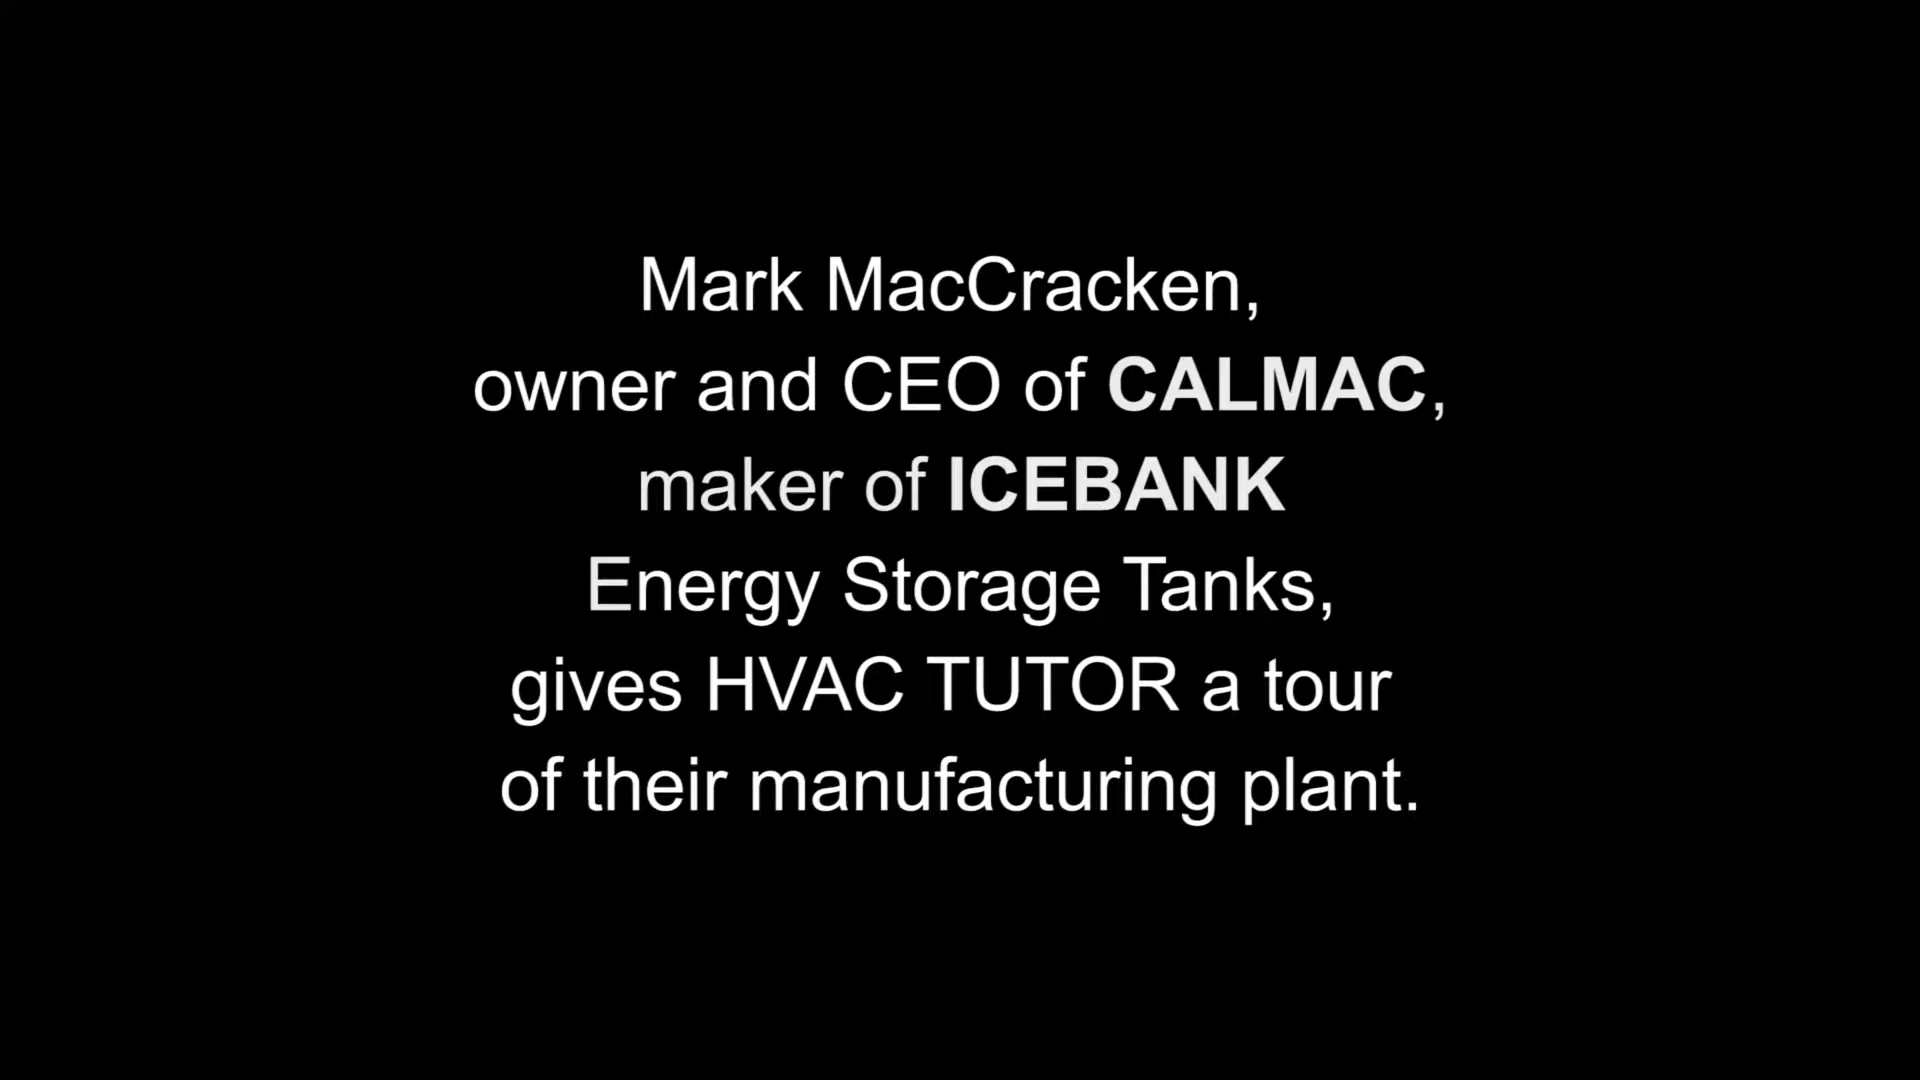 Mark MacCracken,
owner and CEO of CALMAC,
maker of ICEBANK
Energy Storage Tanks,
gives HVAC TUTOR a tour
of their manufacturing plant.